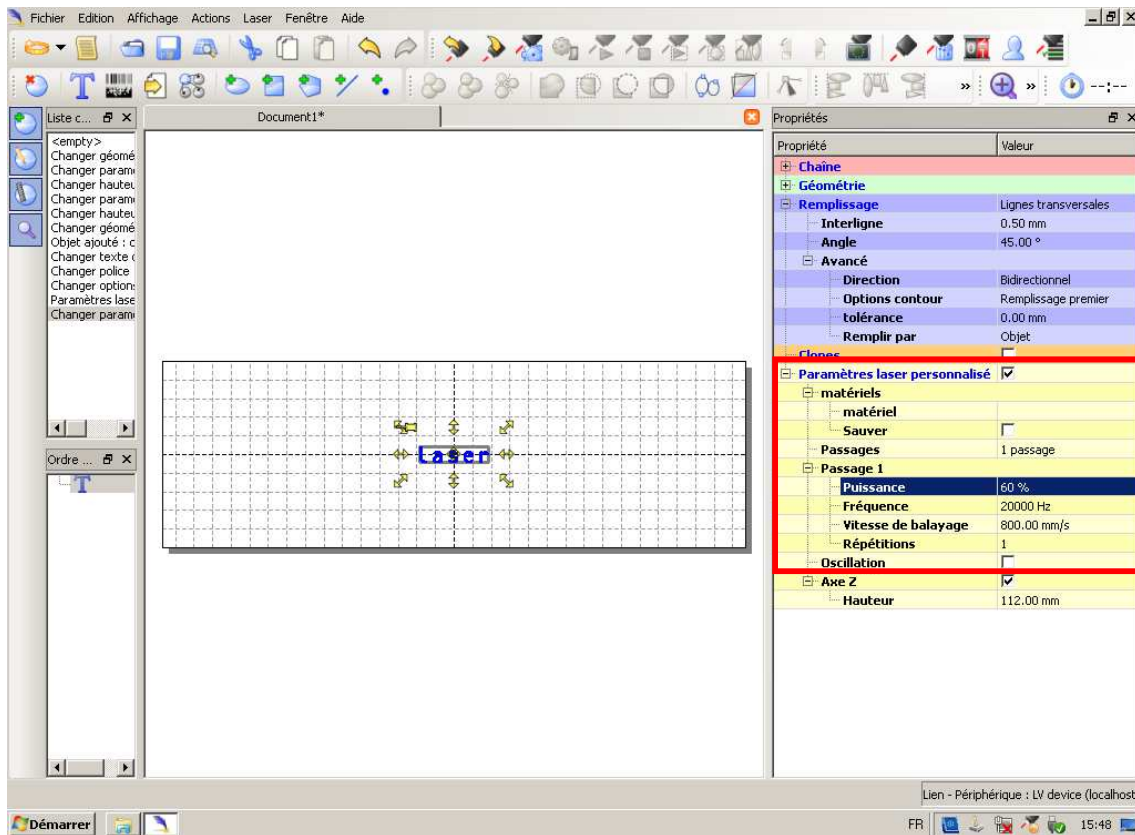 Fichier Edition Affichage Actions Laser Fenêtre Aide
» » --:--
Liste c...
Document1*
Propriétés
<empty>
Changer géomé
Changer paramı
Changer hauteu
Changer paramı
Changer hauteu
Changer géomé
Objet ajouté : c
Changer texte c
Changer police
Changer option:
Paramètres lase
Changer paramı
Ordre ...
T
Laser
Propriété Valeur
Chaîne
Géométrie
Remplissage Lignes transversales
Interligne 0.50 mm
Angle 45.00 °
Avancé
Direction Bidirectionnel
Options contour Remplissage premier
tolérance 0.00 mm
Remplir par Objet
Clones
Paramètres laser personnalisé
matériels
matériel
Sauver
Passages 1 passage
Passage 1
Puissance 60 %
Fréquence 20000 Hz
Vitesse de balayage 800.00 mm/s
Répétitions 1
Oscillation
Axe Z
Hauteur 112.00 mm
Lien - Périphérique : LV device (localhost
Démarrer
FR 15:48